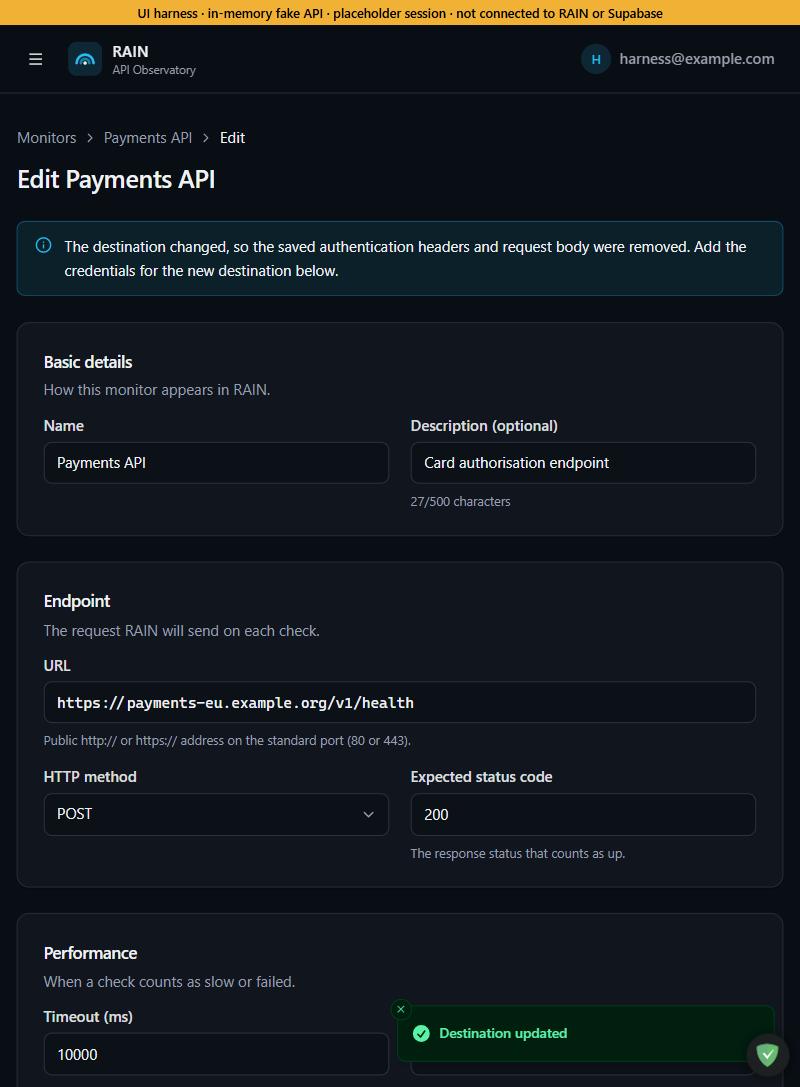 UI harness · in-memory fake API · placeholder session · not connected to RAIN or Supabase
RAIN
API Observatory
H
harness@example.com
Monitors > Payments API > Edit
Edit Payments API
The destination changed, so the saved authentication headers and request body were removed. Add the
credentials for the new destination below.
Basic details
How this monitor appears in RAIN.
Name
Description (optional)
Payments API
Card authorisation endpoint
27/500 characters
Endpoint
The request RAIN will send on each check.
URL
https://payments-eu.example.org/v1/health
Public http:// or https:// address on the standard port (80 or 443).
HTTP method
Expected status code
POST
200
The response status that counts as up.
Performance
When a check counts as slow or failed.
Timeout (ms)
10000
Destination updated